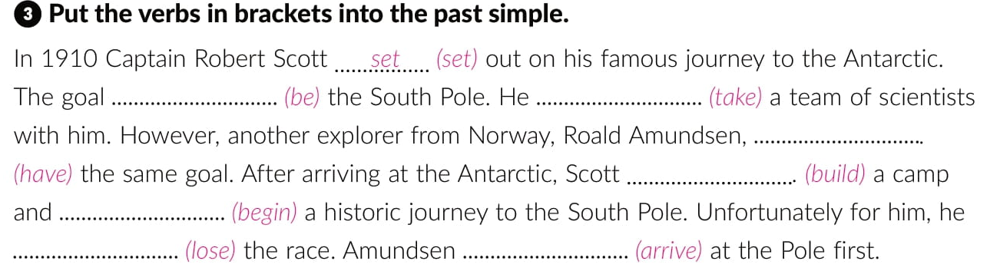 3 Put the verbs in brackets into the past simple.
In 1910 Captain Robert Scott .....set..... (set) out on his famous journey to the Antarctic.
The goal .............................. (be) the South Pole. He .............................. (take) a team of scientists
with him. However, another explorer from Norway, Roald Amundsen, ..............................
(have) the same goal. After arriving at the Antarctic, Scott .............................. (build) a camp
and .............................. (begin) a historic journey to the South Pole. Unfortunately for him, he
.............................. (lose) the race. Amundsen .............................. (arrive) at the Pole first.